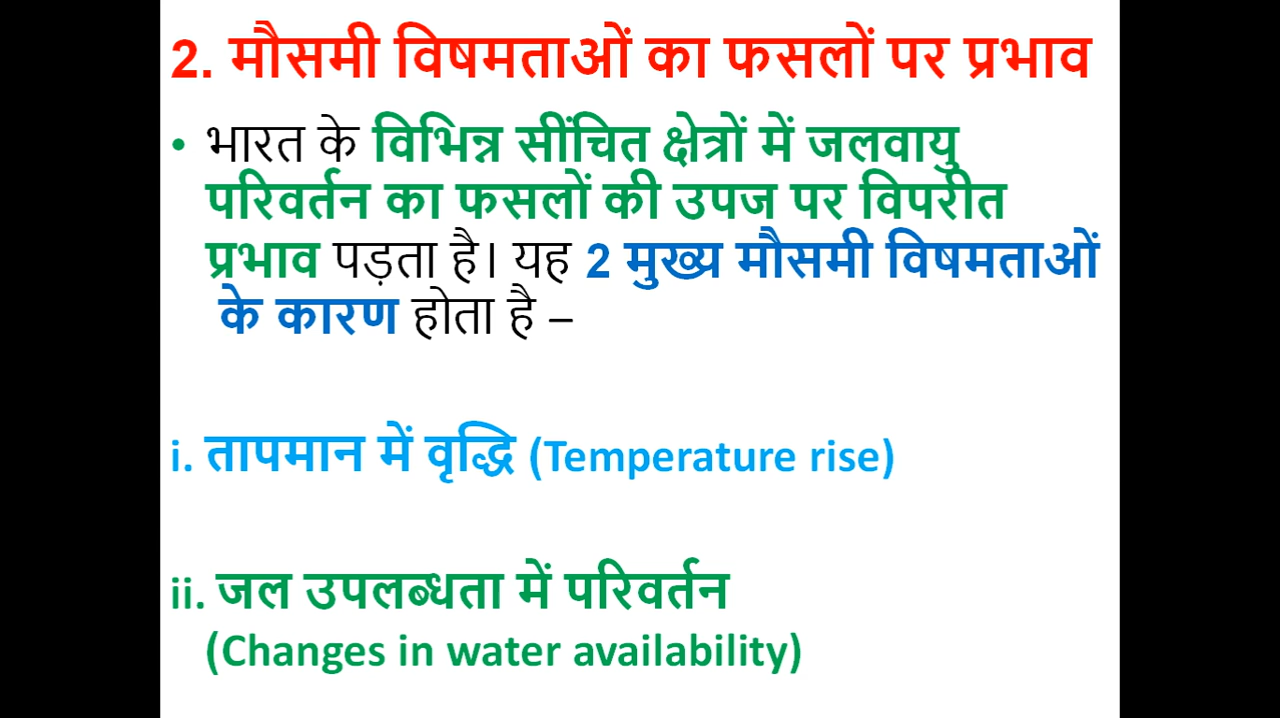 2. मौसमी विषमताओं का फसलों पर प्रभाव
• भारत के विभिन्न सींचित क्षेत्रों में जलवायु
परिवर्तन का फसलों की उपज पर विपरीत
प्रभाव पड़ता है। यह 2 मुख्य मौसमी विषमताओं
के कारण होता है –
i. तापमान में वृद्धि (Temperature rise)
ii. जल उपलब्धता में परिवर्तन
(Changes in water availability)